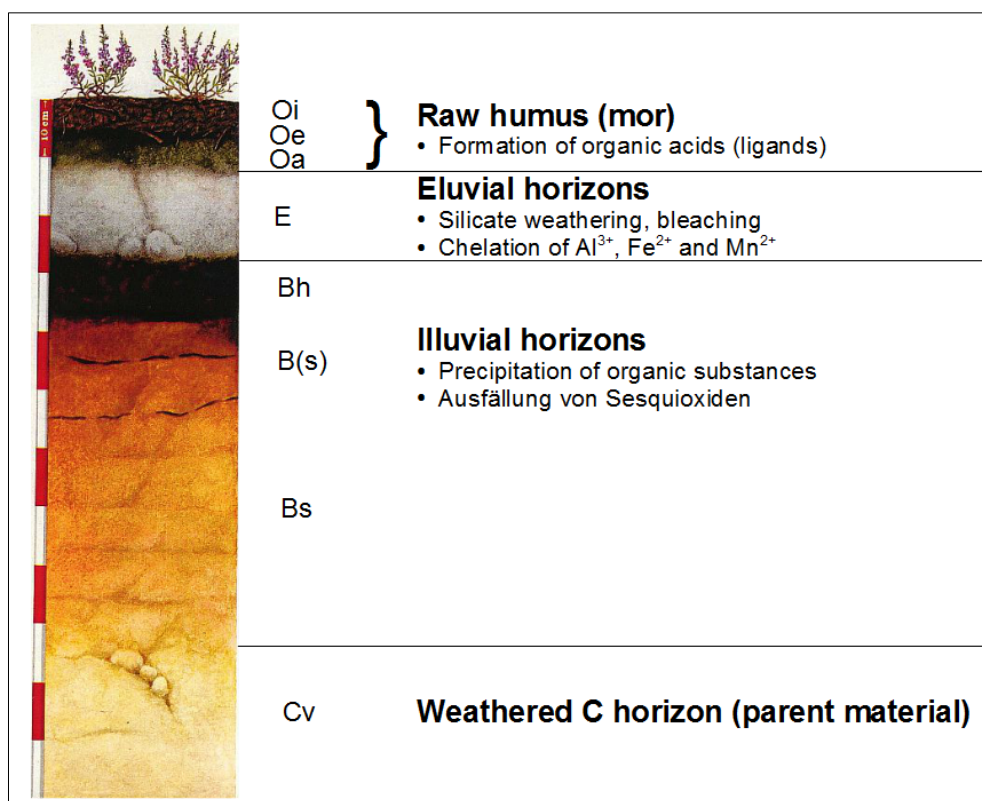 10 cm
Oi
Oe
Oa
} Raw humus (mor)
• Formation of organic acids (ligands)
E
Eluvial horizons
• Silicate weathering, bleaching
• Chelation of Al³⁺, Fe²⁺ and Mn²⁺
Bh
B(s)
Illuvial horizons
• Precipitation of organic substances
• Ausfällung von Sesquioxiden
Bs
Cv
Weathered C horizon (parent material)